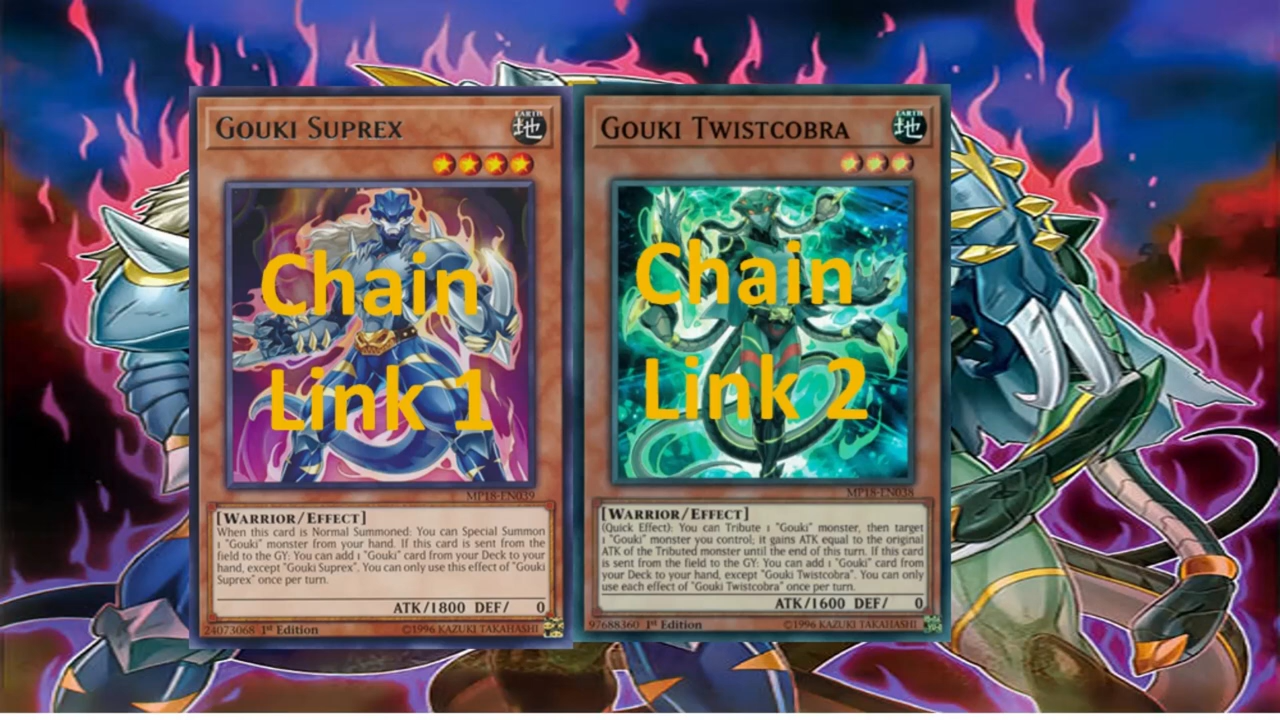 GOUKI SUPREX
EARTH
地
Chain
Link 1
MP18-EN039
[WARRIOR/EFFECT]
When this card is Normal Summoned: You can Special Summon
1 "Gouki" monster from your hand. If this card is sent from the
field to the GY: You can add 1 "Gouki" card from your Deck to your
hand, except "Gouki Suprex". You can only use this effect of "Gouki
Suprex" once per turn.
ATK/1800 DEF/ 0
24073068 1st Edition ©1996 KAZUKI TAKAHASHI
GOUKI TWISTCOBRA
EARTH
地
Chain
Link 2
MP18-EN038
[WARRIOR/EFFECT]
(Quick Effect): You can Tribute 1 "Gouki" monster, then target
1 "Gouki" monster you control; it gains ATK equal to the original
ATK of the Tributed monster until the end of this turn. If this card
is sent from the field to the GY: You can add 1 "Gouki" card from
your Deck to your hand, except "Gouki Twistcobra". You can only
use each effect of "Gouki Twistcobra" once per turn.
ATK/1600 DEF/ 0
97688360 1st Edition ©1996 KAZUKI TAKAHASHI